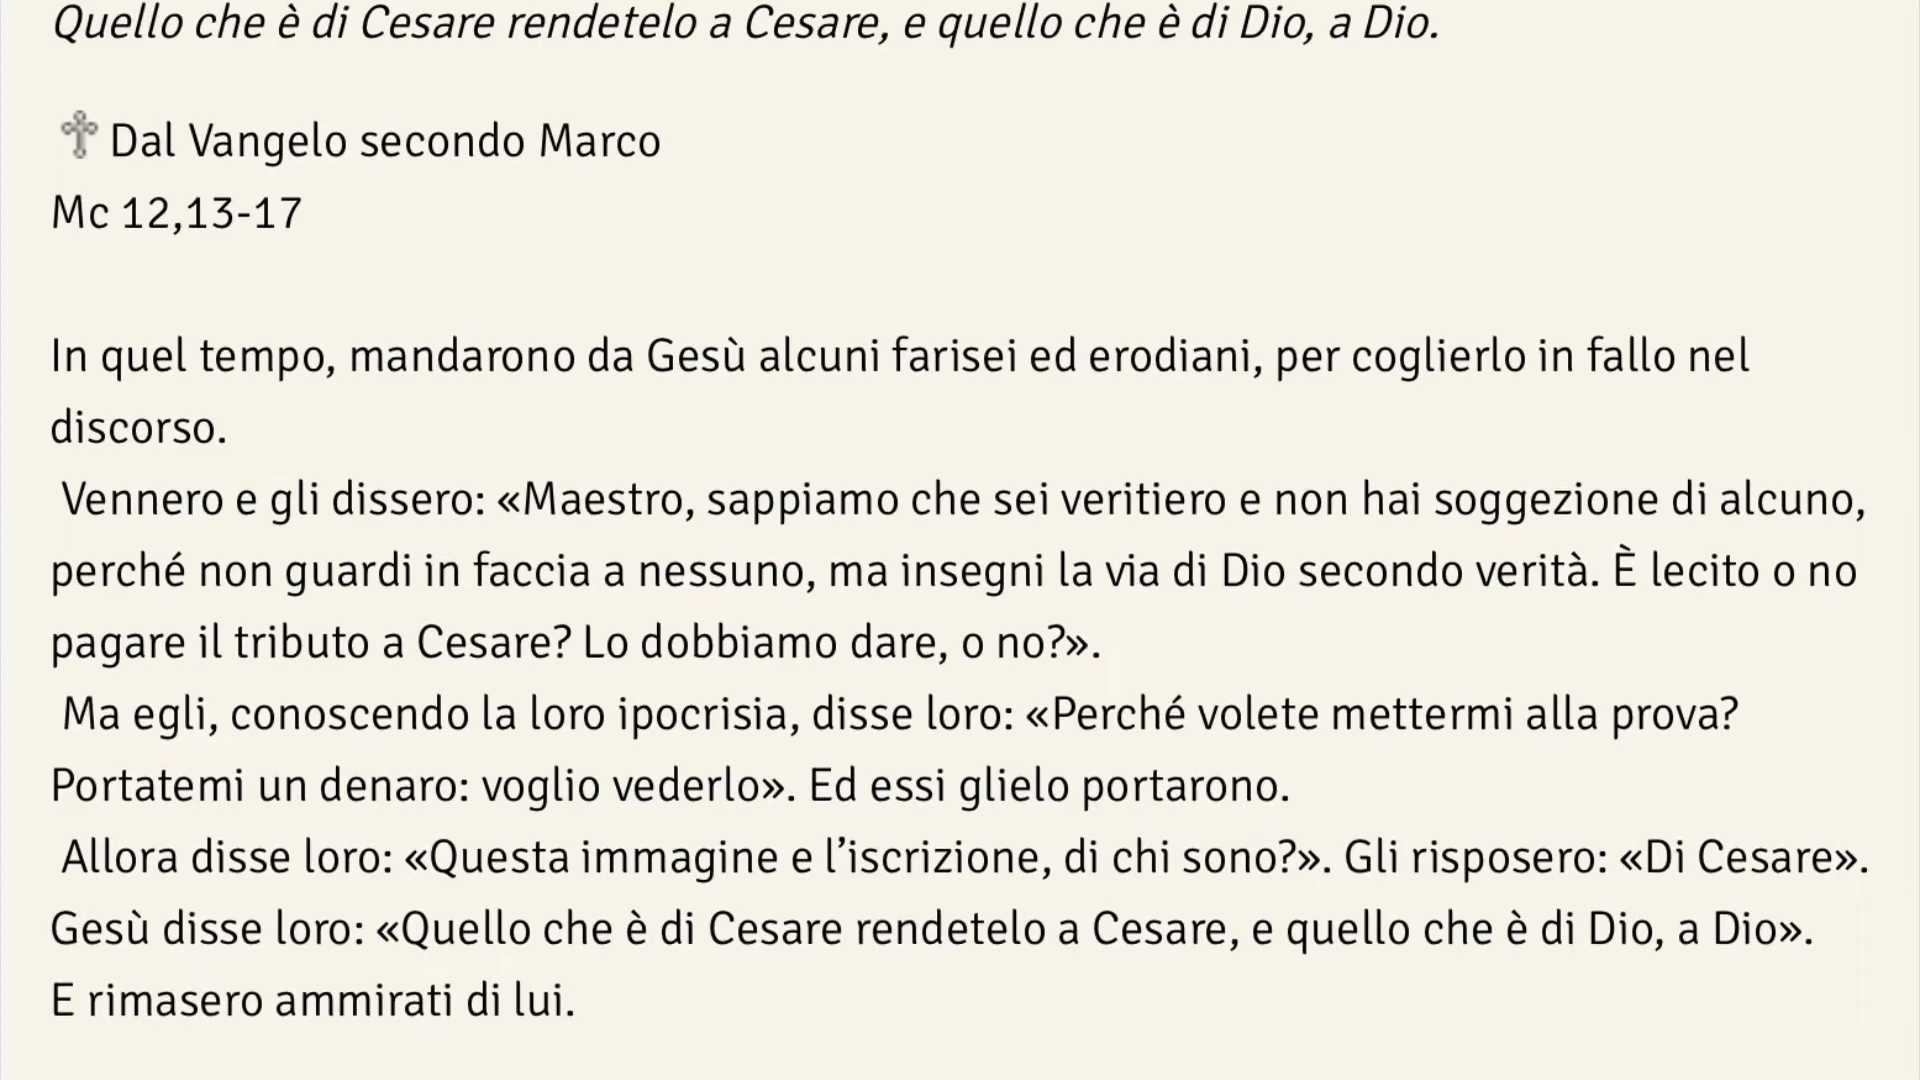 Quello che è di Cesare rendetelo a Cesare, e quello che è di Dio, a Dio.
Dal Vangelo secondo Marco
Mc 12,13-17
In quel tempo, mandarono da Gesù alcuni farisei ed erodiani, per coglierlo in fallo nel
discorso.
Vennero e gli dissero: «Maestro, sappiamo che sei veritiero e non hai soggezione di alcuno,
perché non guardi in faccia a nessuno, ma insegni la via di Dio secondo verità. È lecito o no
pagare il tributo a Cesare? Lo dobbiamo dare, o no?».
Ma egli, conoscendo la loro ipocrisia, disse loro: «Perché volete mettermi alla prova?
Portatemi un denaro: voglio vederlo». Ed essi glielo portarono.
Allora disse loro: «Questa immagine e l’iscrizione, di chi sono?». Gli risposero: «Di Cesare».
Gesù disse loro: «Quello che è di Cesare rendetelo a Cesare, e quello che è di Dio, a Dio».
E rimasero ammirati di lui.